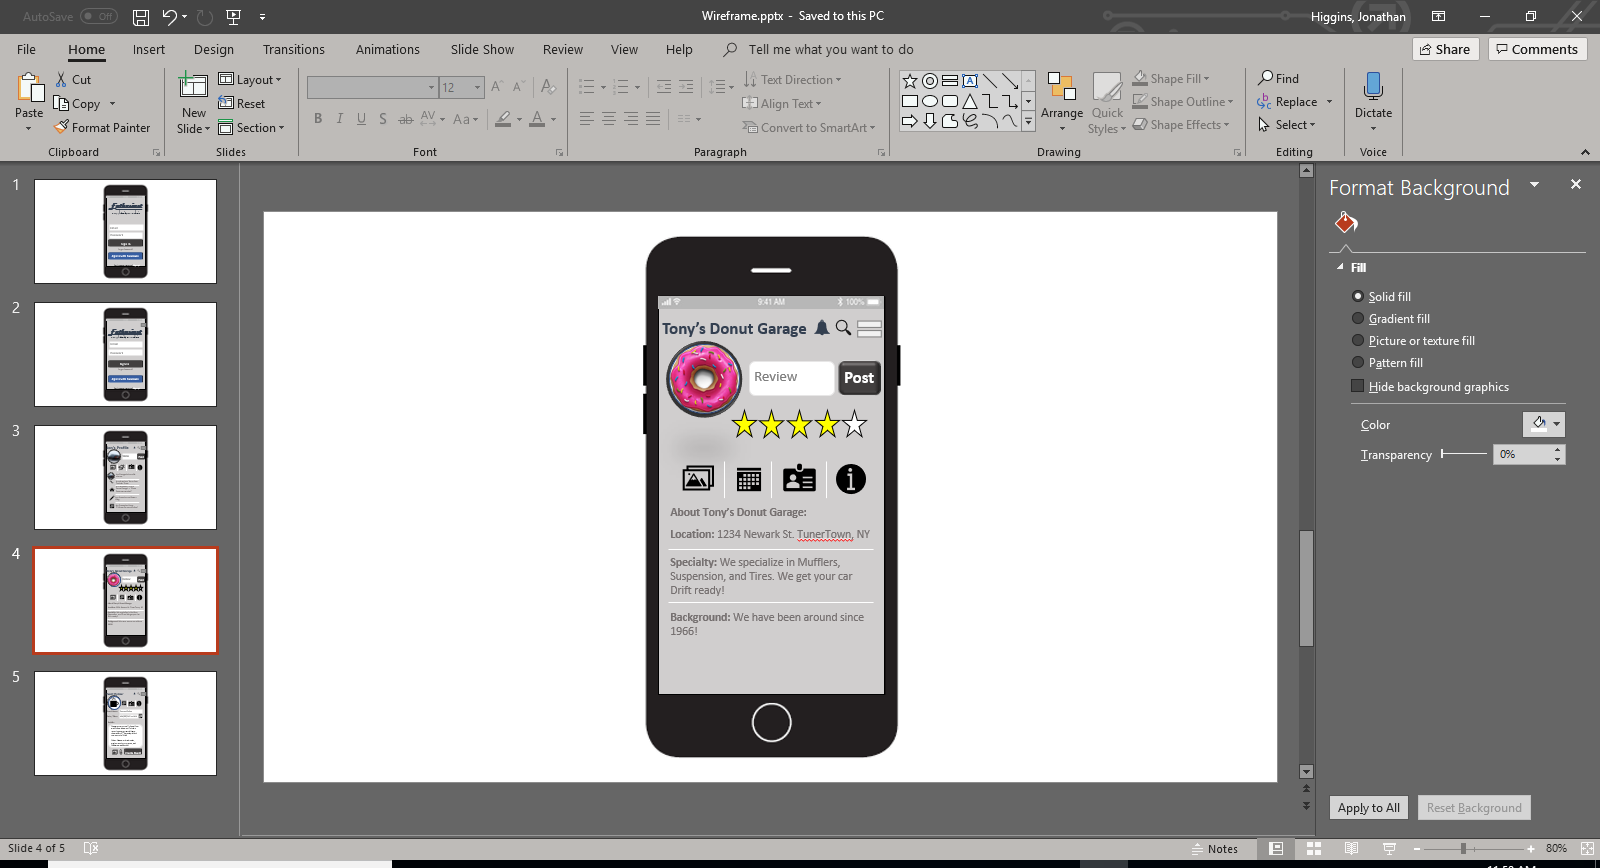 AutoSave Off
Wireframe.pptx - Saved to this PC
Higgins, Jonathan
File Home Insert Design Transitions Animations Slide Show Review View Help Tell me what you want to do
Share Comments
Paste
Cut
Copy
Format Painter
Clipboard
New Slide
Layout
Reset
Section
Slides
12
A A A
B I U S ab AV Aa A
Font
Text Direction
Align Text
Convert to SmartArt
Paragraph
A
Arrange
Quick Styles
Shape Fill
Shape Outline
Shape Effects
Drawing
Find
Replace
Select
Editing
Dictate
Voice
1
2
3
4
5
9:41 AM 100%
Tony's Donut Garage
Review
Post
About Tony's Donut Garage:
Location: 1234 Newark St. TunerTown, NY
Specialty: We specialize in Mufflers,
Suspension, and Tires. We get your car
Drift ready!
Background: We have been around since
1966!
Format Background
Fill
Solid fill
Gradient fill
Picture or texture fill
Pattern fill
Hide background graphics
Color
Transparency 0%
Apply to All Reset Background
Slide 4 of 5
Notes
80%